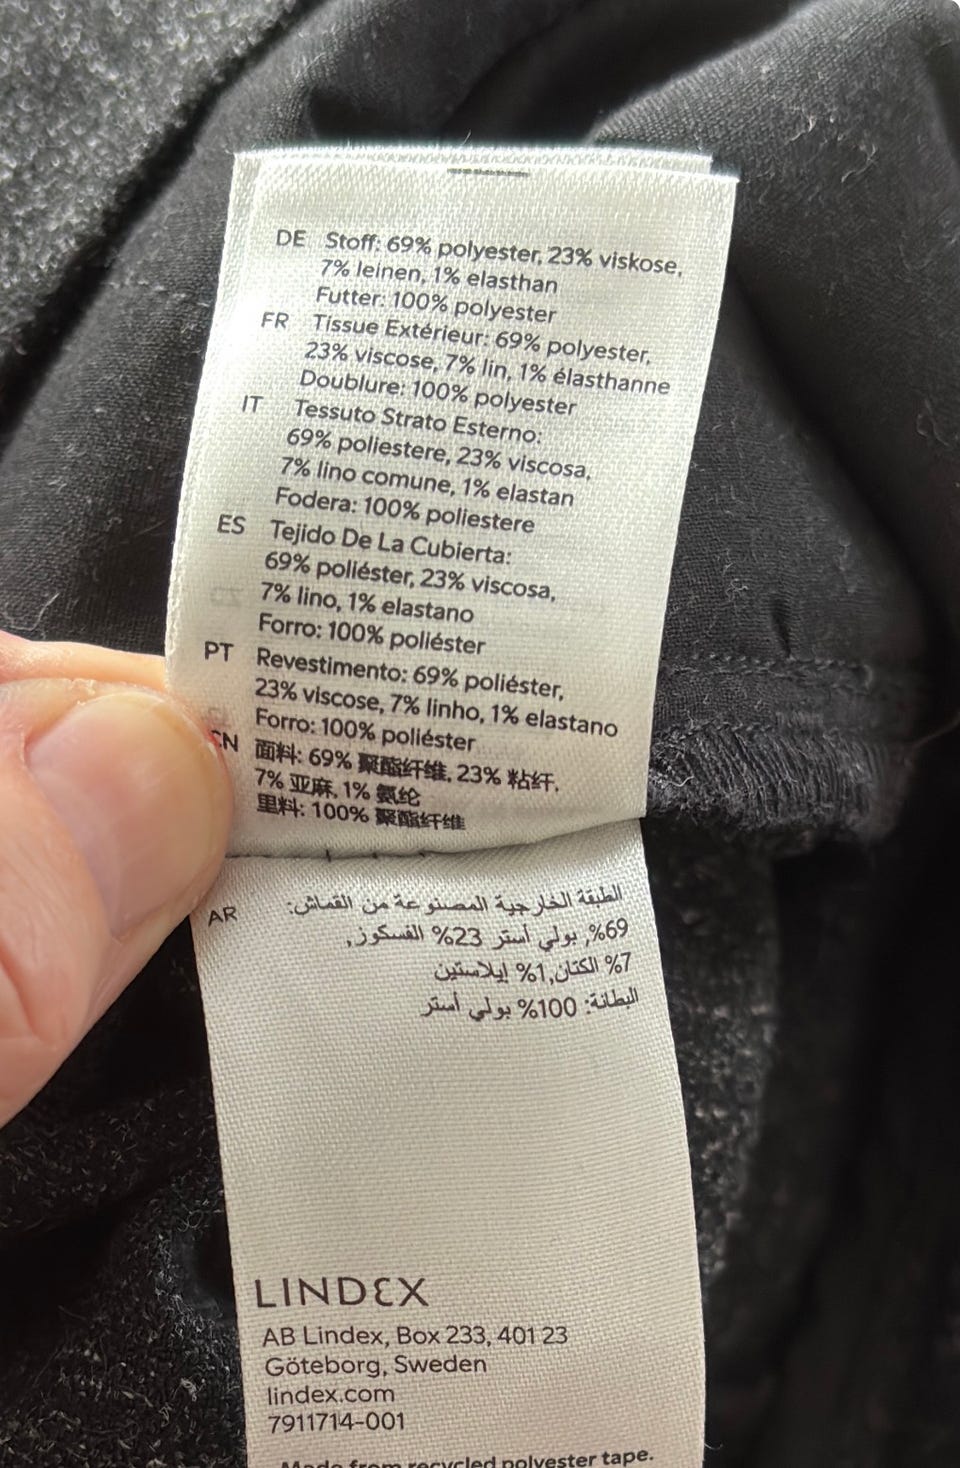 DE Stoff: 69% polyester, 23% viskose,
7% leinen, 1% elasthan
Futter: 100% polyester
FR Tissue Extérieur: 69% polyester,
23% viscose, 7% lin, 1% élasthanne
Doublure: 100% polyester
IT Tessuto Strato Esterno:
69% poliestere, 23% viscosa,
7% lino comune, 1% elastan
Fodera: 100% poliestere
ES Tejido De La Cubierta:
69% poliéster, 23% viscosa,
7% lino, 1% elastano
Forro: 100% poliéster
PT Revestimento: 69% poliéster,
23% viscose, 7% linho, 1% elastano
Forro: 100% poliéster
CN 面料: 69% 聚酯纤维, 23% 粘纤,
7% 亚麻, 1% 氨纶
里料: 100% 聚酯纤维
AR الطبقة الخارجية المصنوعة من القماش:
69%, بولي أستر 23% الفسكوز,
7% الكتان,1% إيلاستين
البطانة: 100% بولي أستر
LINDEX
AB Lindex, Box 233, 401 23
Göteborg, Sweden
lindex.com
7911714-001
Made from recycled polyester tape.